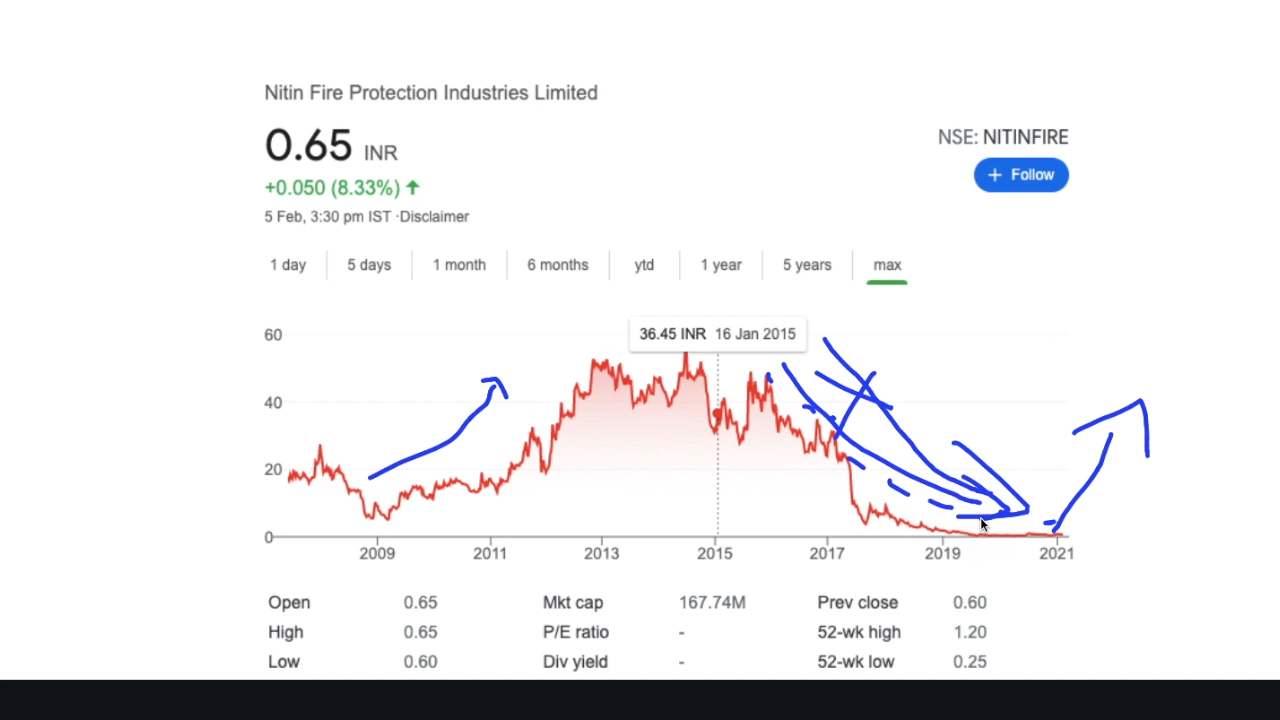 Nitin Fire Protection Industries Limited
0.65 INR
NSE: NITINFIRE
+ Follow
+0.050 (8.33%)
5 Feb, 3:30 pm IST ·Disclaimer
1 day 5 days 1 month 6 months ytd 1 year 5 years max
36.45 INR 16 Jan 2015
60
40
20
0
2009 2011 2013 2015 2017 2019 2021
Open 0.65 Mkt cap 167.74M Prev close 0.60
High 0.65 P/E ratio - 52-wk high 1.20
Low 0.60 Div yield - 52-wk low 0.25